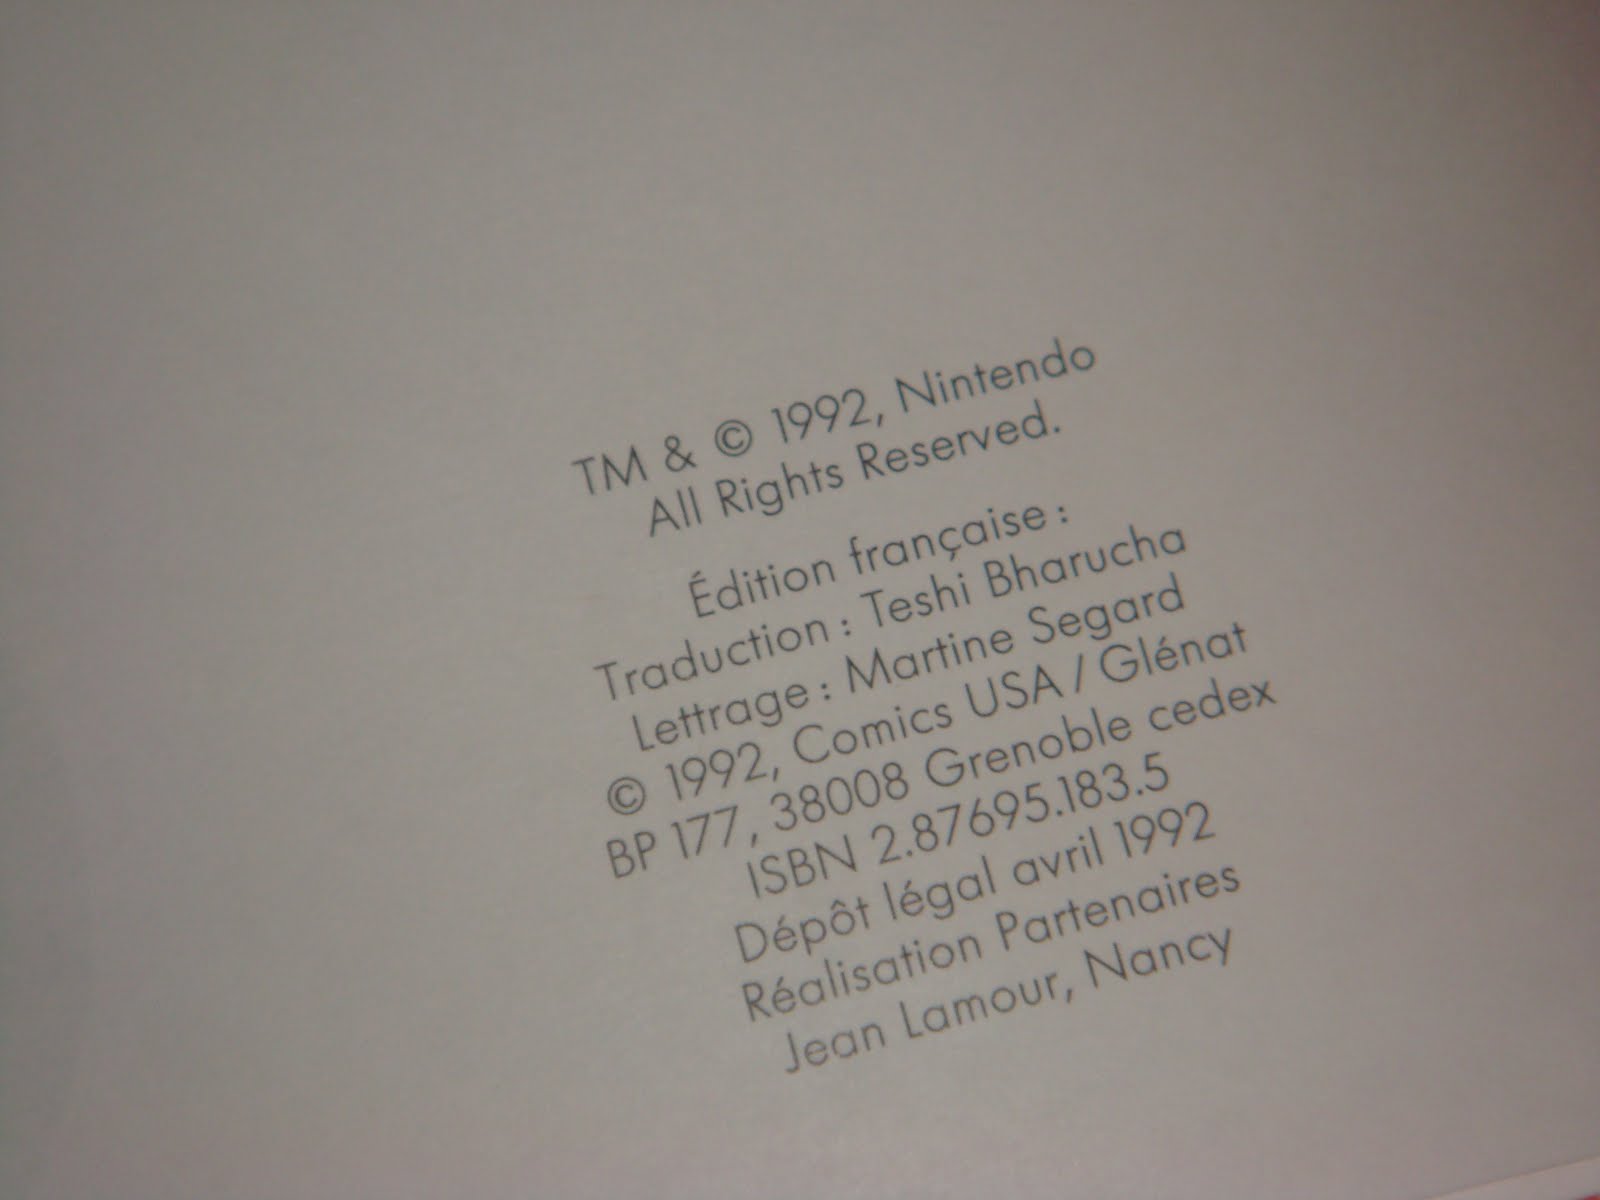 TM & © 1992, Nintendo
All Rights Reserved.
Édition française :
Traduction : Teshi Bharucha
Lettrage : Martine Segard
© 1992, Comics USA / Glénat
BP 177, 38008 Grenoble cedex
ISBN 2.87695.183.5
Dépôt légal avril 1992
Réalisation Partenaires
Jean Lamour, Nancy